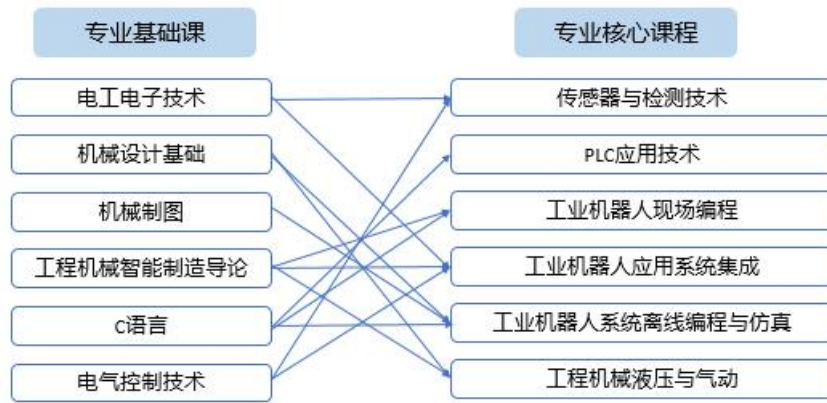 专业基础课
专业核心课程
电工电子技术
传感器与检测技术
机械设计基础
PLC应用技术
机械制图
工业机器人现场编程
工程机械智能制造导论
工业机器人应用系统集成
C语言
工业机器人系统离线编程与仿真
电气控制技术
工程机械液压与气动